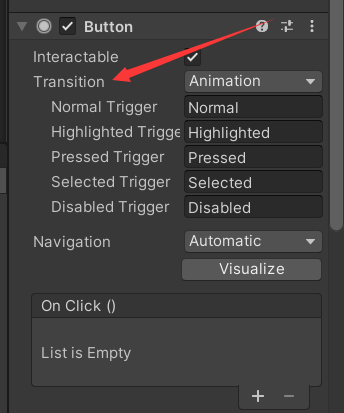 Button
Interactable
Transition Animation
Normal Trigger Normal
Highlighted Trigge Highlighted
Pressed Trigger Pressed
Selected Trigger Selected
Disabled Trigger Disabled
Navigation Automatic
Visualize
On Click ()
List is Empty